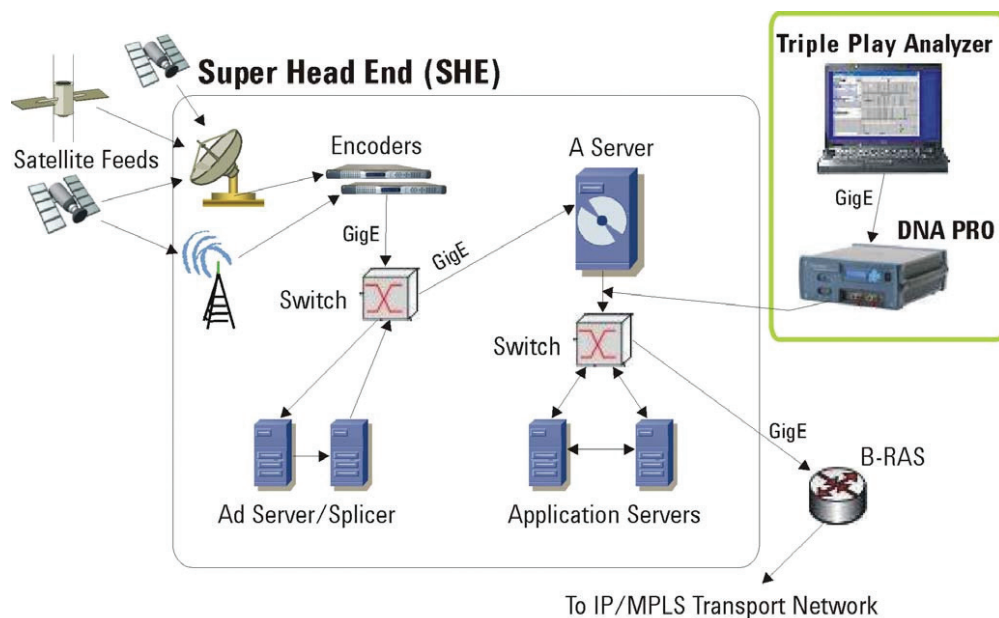 Triple Play Analyzer
Super Head End (SHE)
Satellite Feeds
Encoders
A Server
GigE
DNA PRO
GigE
GigE
Switch
Switch
GigE
B-RAS
Ad Server/Splicer
Application Servers
To IP/MPLS Transport Network